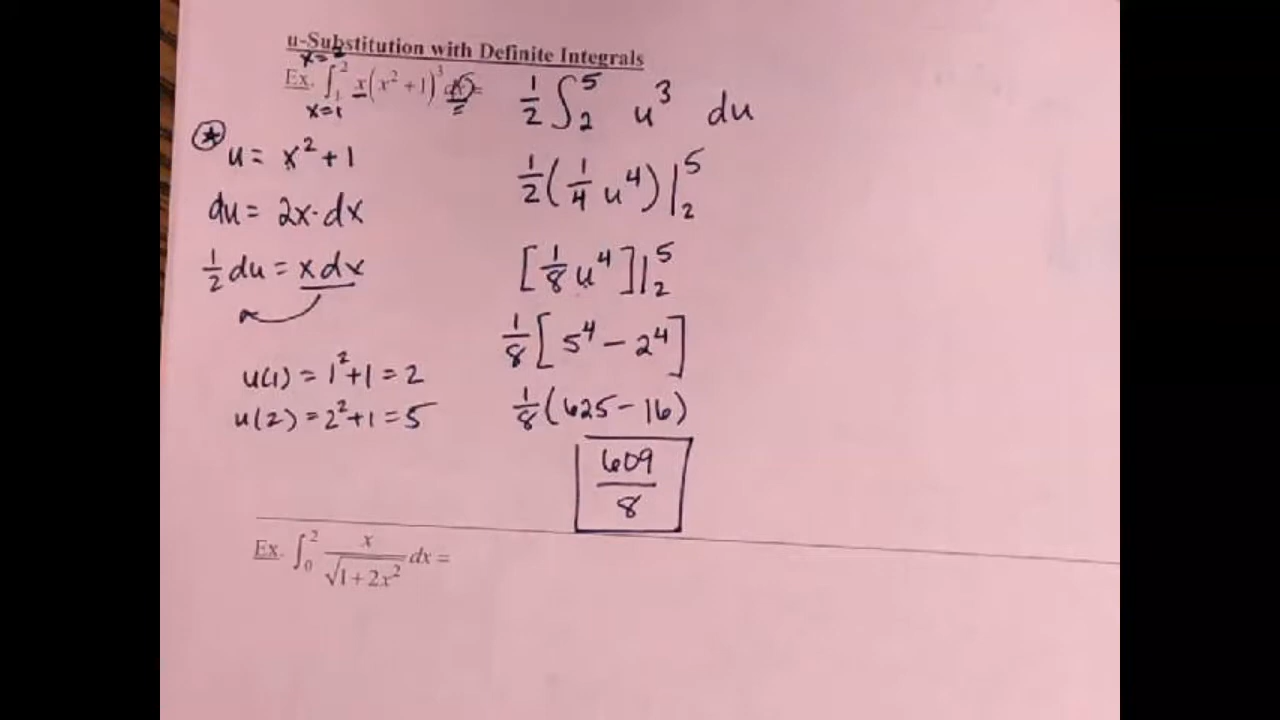 u-Substitution with Definite Integrals
x=2
Ex. ∫₁² x(x² + 1)³ dx =
x=1
½ ∫₂⁵ u³ du
* u = x² + 1
½(¼ u⁴)|₂⁵
du = 2x·dx
½ du = x dx
[⅛ u⁴]|₂⁵
⅛[5⁴ − 2⁴]
u(1) = 1² + 1 = 2
u(2) = 2² + 1 = 5
⅛(625 − 16)
609/8
Ex. ∫₀² x/√(1 + 2x²) dx =